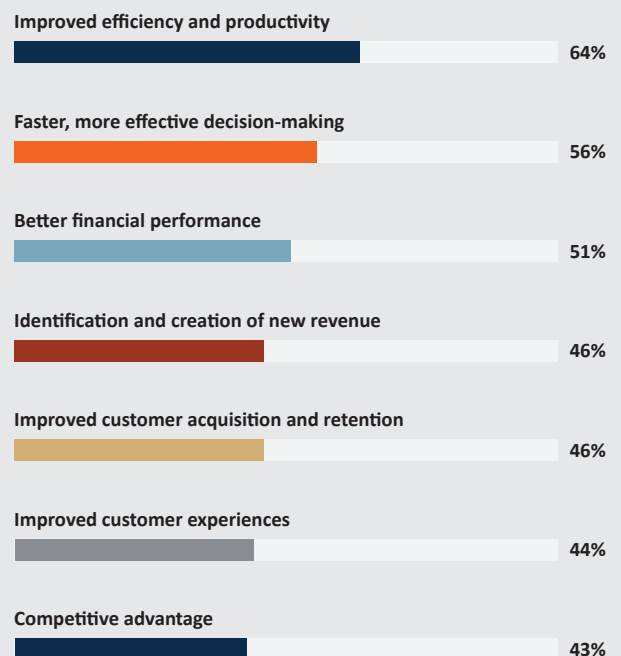 Improved efficiency and productivity
64%
Faster, more effective decision-making
56%
Better financial performance
51%
Identification and creation of new revenue
46%
Improved customer acquisition and retention
46%
Improved customer experiences
44%
Competitive advantage
43%